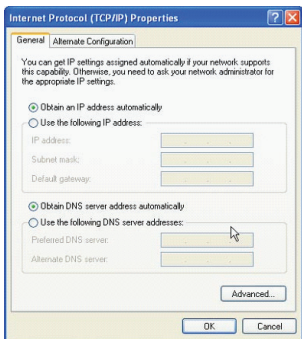 Internet Protocol (TCP/IP) Properties
General
Alternate Configuration
You can get IP settings assigned automatically if your network supports
this capability. Otherwise, you need to ask your network administrator for
the appropriate IP settings.
Obtain an IP address automatically
Use the following IP address:
IP address:
Subnet mask:
Default gateway:
Obtain DNS server address automatically
Use the following DNS server addresses:
Preferred DNS server:
Alternate DNS server:
Advanced...
OK
Cancel